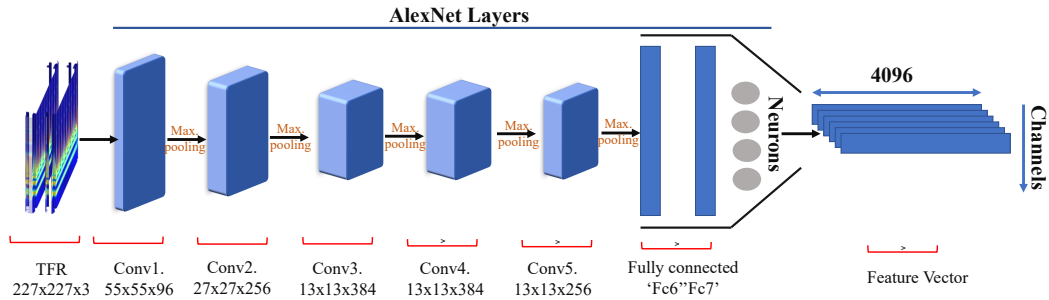 AlexNet Layers
Max.
pooling
Max.
pooling
Max.
pooling
Max.
pooling
Max.
pooling
Neurons
4096
Channels
>
>
>
>
TFR
227x227x3
Conv1.
55x55x96
Conv2.
27x27x256
Conv3.
13x13x384
Conv4.
13x13x384
Conv5.
13x13x256
Fully connected
‘Fc6’’Fc7’
Feature Vector